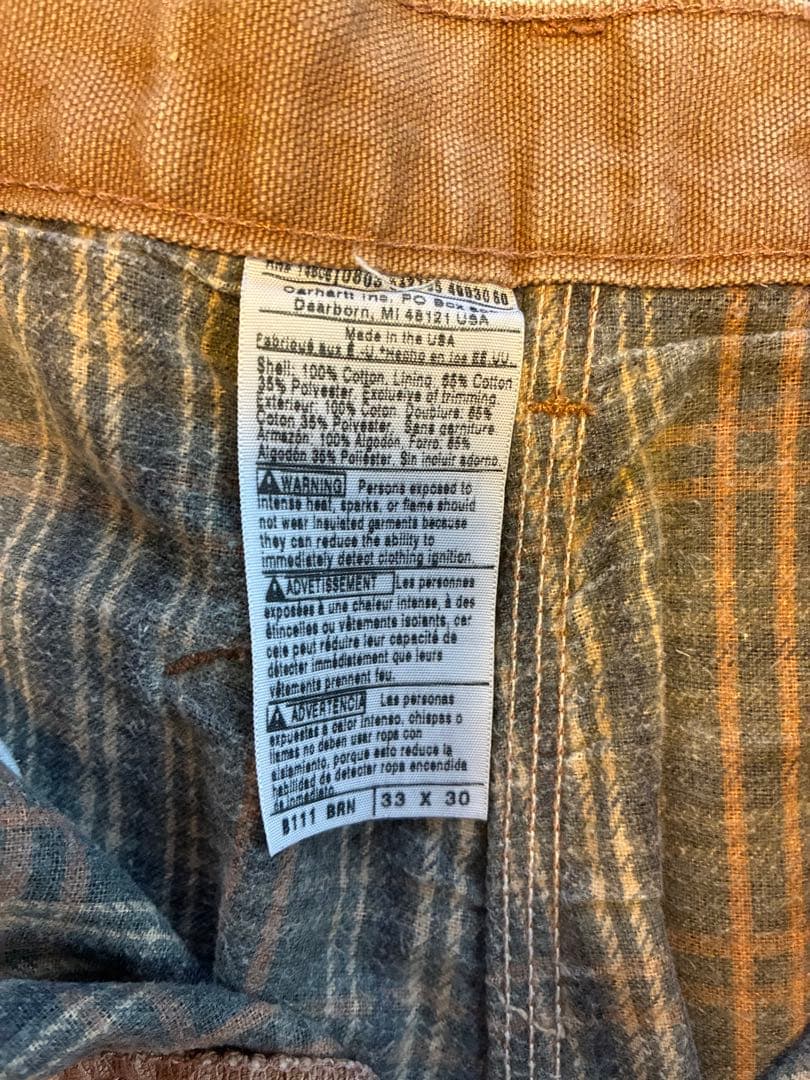 Carhartt Inc. PO Box
Dearborn, MI 48121 USA
Made in the USA
Fabriqué aux É.-U. *Hecho en los EE.UU.
Shell: 100% Cotton, Lining, 65% Cotton
35% Polyester, Exclusive of trimming
Extérieur: 100% Coton Doublure: 65%
Coton 35% Polyester, Sans garniture
Armazón: 100% Algodón, Forro: 65%
Algodón 35% Poliéster. Sin incluir adorno.
WARNING Persons exposed to
intense heat, sparks, or flame should
not wear insulated garments because
they can reduce the ability to
immediately detect clothing ignition.
ADVETISSEMENT Les personnes
exposées à une chaleur intense, à des
étincelles ou vêtements isolants, car
cela peut réduire leur capacité de
détecter immédiatement que leurs
vêtements prennent feu.
ADVERTENCIA Las personas
expuestas a calor intenso, chispas o
llamas no deben usar ropa con
aislamiento, porque esto reduce la
habilidad de detectar ropa encendida
de inmediato.
B111 BRN 33 X 30